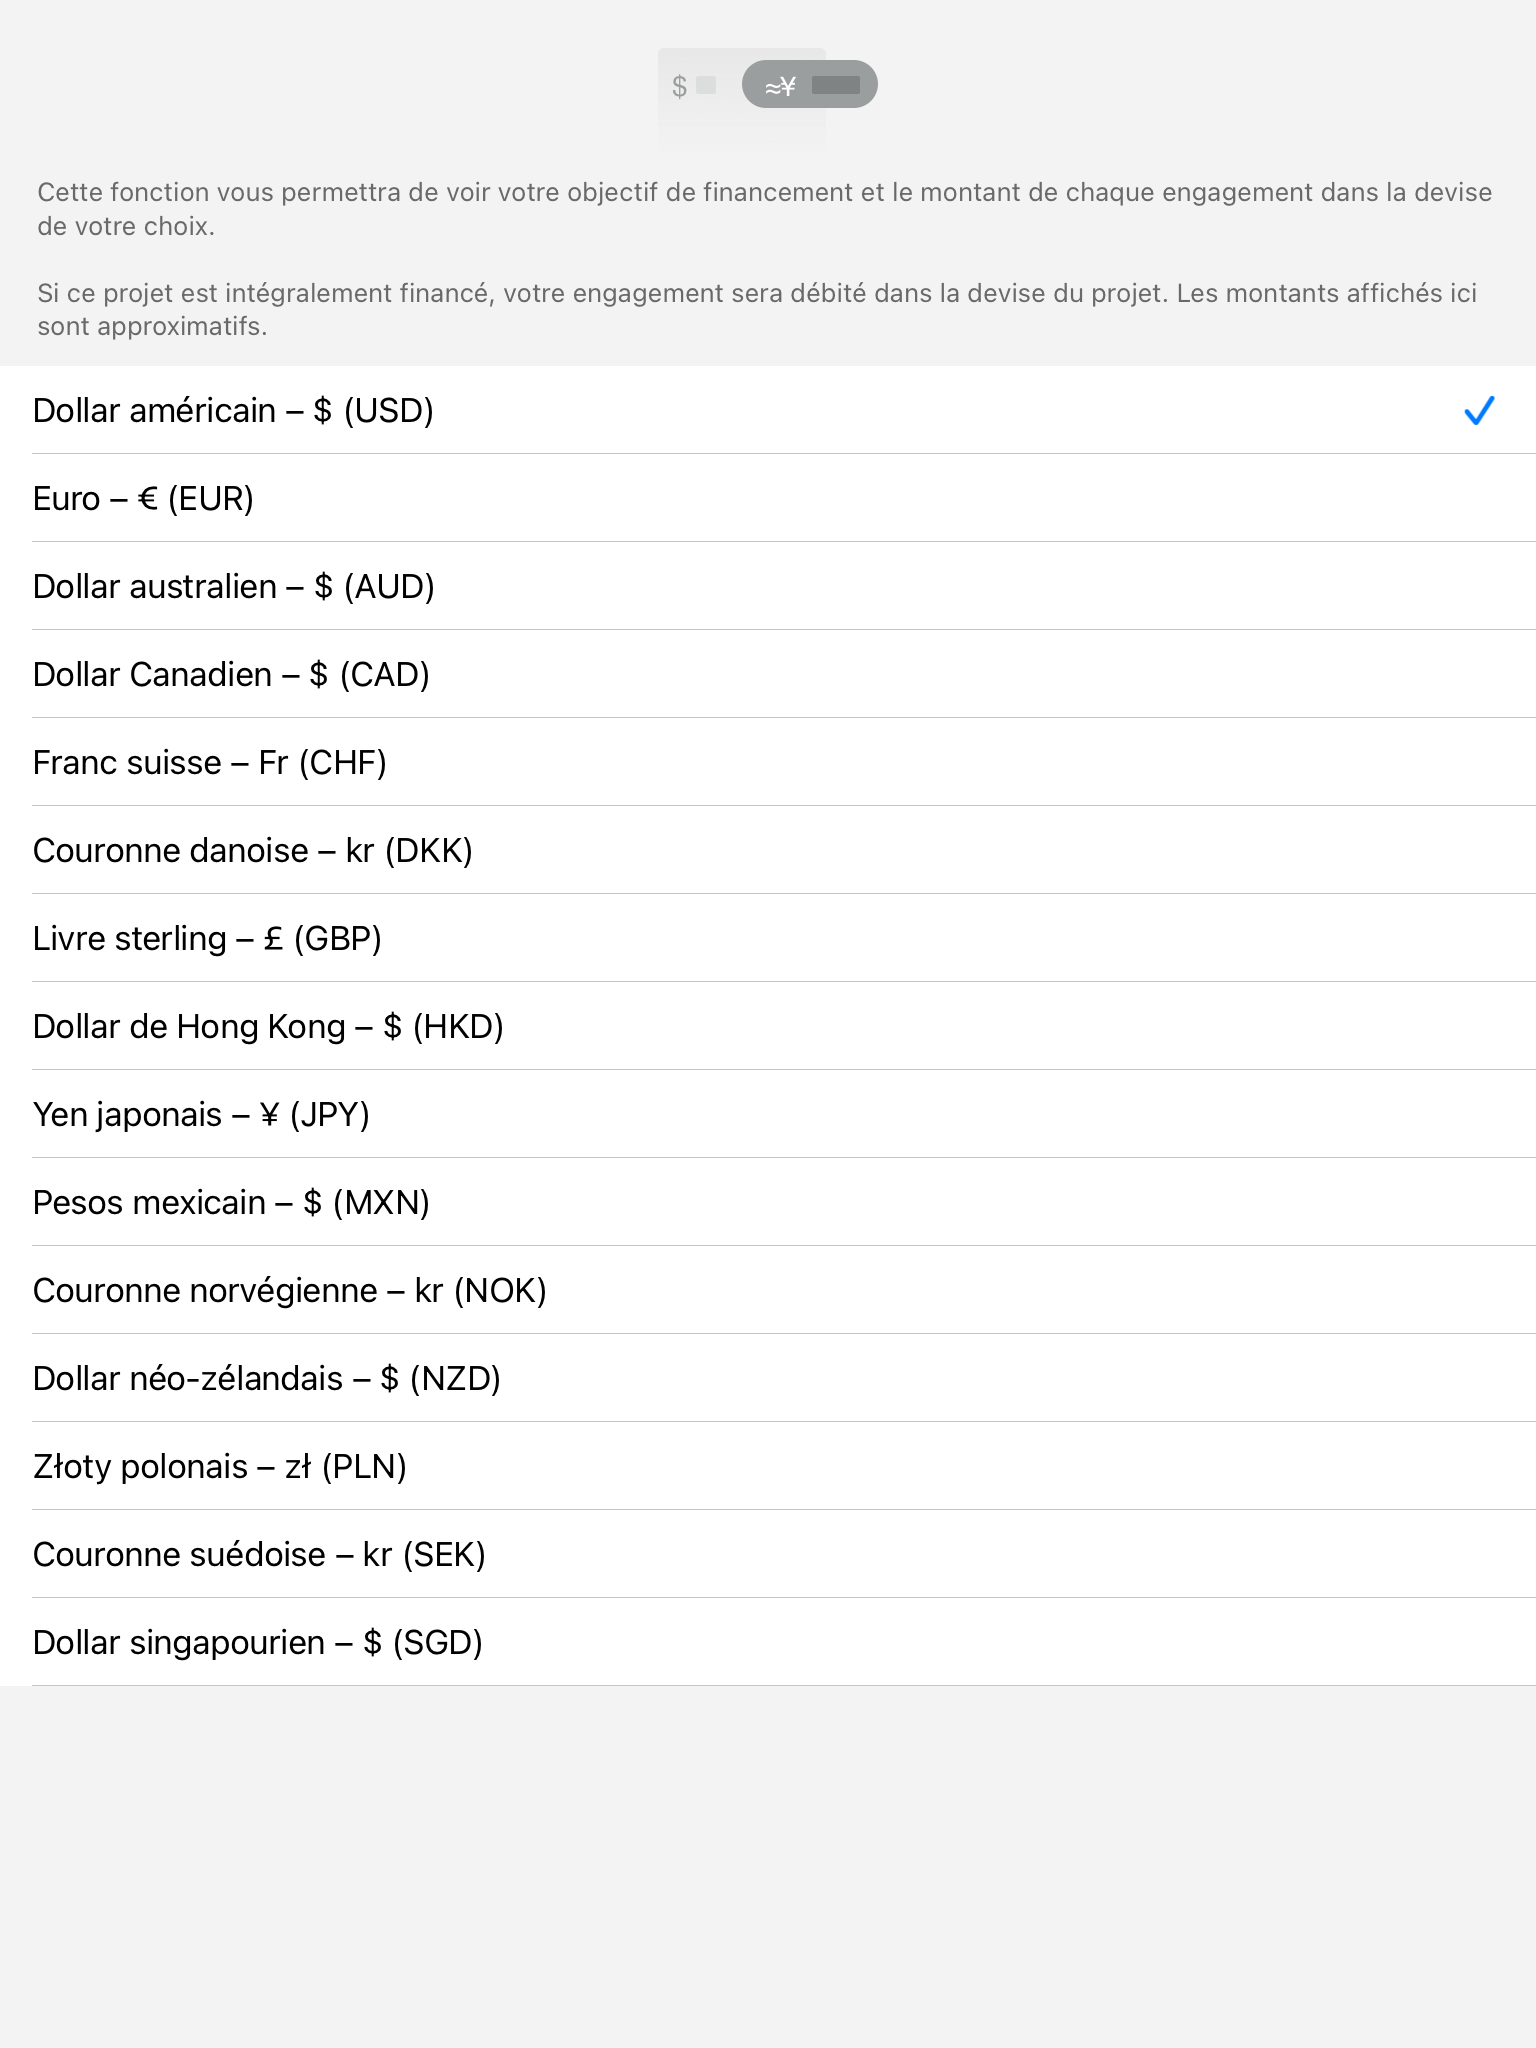 $ ≈¥
Cette fonction vous permettra de voir votre objectif de financement et le montant de chaque engagement dans la devise
de votre choix.
Si ce projet est intégralement financé, votre engagement sera débité dans la devise du projet. Les montants affichés ici
sont approximatifs.
Dollar américain – $ (USD)
Euro – € (EUR)
Dollar australien – $ (AUD)
Dollar Canadien – $ (CAD)
Franc suisse – Fr (CHF)
Couronne danoise – kr (DKK)
Livre sterling – £ (GBP)
Dollar de Hong Kong – $ (HKD)
Yen japonais – ¥ (JPY)
Pesos mexicain – $ (MXN)
Couronne norvégienne – kr (NOK)
Dollar néo-zélandais – $ (NZD)
Złoty polonais – zł (PLN)
Couronne suédoise – kr (SEK)
Dollar singapourien – $ (SGD)